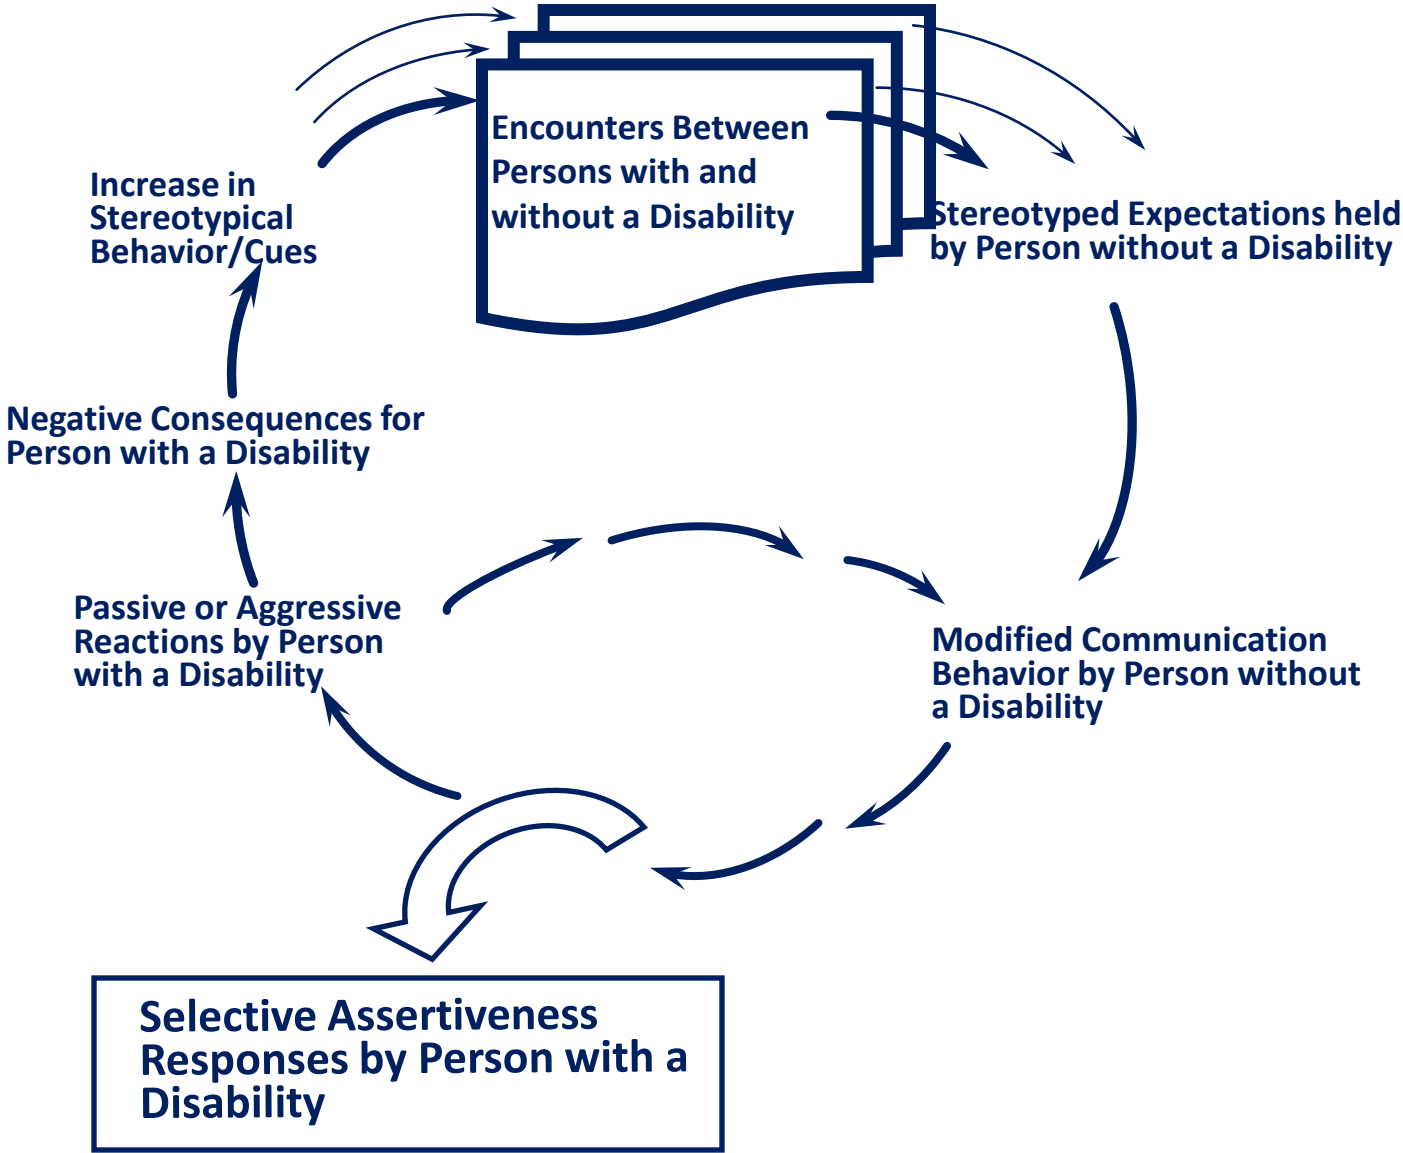 Encounters Between
Persons with and
without a Disability
Stereotyped Expectations held
by Person without a Disability
Modified Communication
Behavior by Person without
a Disability
Selective Assertiveness
Responses by Person with a
Disability
Passive or Aggressive
Reactions by Person
with a Disability
Negative Consequences for
Person with a Disability
Increase in
Stereotypical
Behavior/Cues